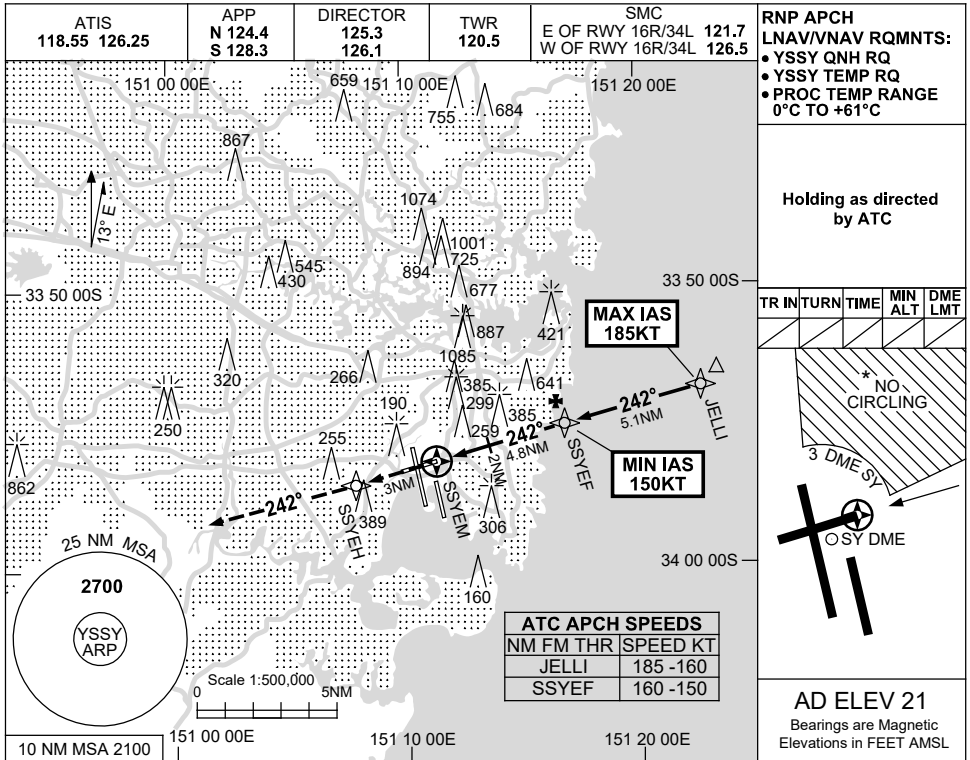 ATIS
118.55 126.25
APP
N 124.4
S 128.3
DIRECTOR
125.3
126.1
TWR
120.5
SMC
E OF RWY 16R/34L 121.7
W OF RWY 16R/34L 126.5
RNP APCH
LNAV/VNAV RQMNTS:
• YSSY QNH RQ
• YSSY TEMP RQ
• PROC TEMP RANGE
0°C TO +61°C
Holding as directed
by ATC
TR IN TURN TIME MIN ALT DME LMT
151 00 00E
151 10 00E
151 20 00E
659
755
684
867
13° E
1074
1001
725
894
545
430
677
33 50 00S
33 50 00S
887
421
MAX IAS
185KT
1085
320
266
385
641
299
385
250
190
259
255
862
389
306
160
242°
5.1NM
JELLI
242°
4.8NM
SSYEF
MIN IAS
150KT
2NM
3NM
SSYEM
242°
SSYEH
34 00 00S
25 NM MSA
2700
YSSY
ARP
Scale 1:500,000
0 5NM
10 NM MSA 2100
151 00 00E
151 10 00E
151 20 00E
ATC APCH SPEEDS
NM FM THR SPEED KT
JELLI 185 -160
SSYEF 160 -150
* NO
CIRCLING
3 DME SY
SY DME
AD ELEV 21
Bearings are Magnetic
Elevations in FEET AMSL